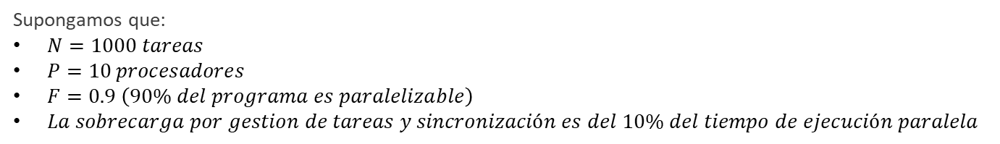 Supongamos que:
• N = 1000 tareas
• P = 10 procesadores
• F = 0.9 (90% del programa es paralelizable)
• La sobrecarga por gestion de tareas y sincronización es del 10% del tiempo de ejecución paralela